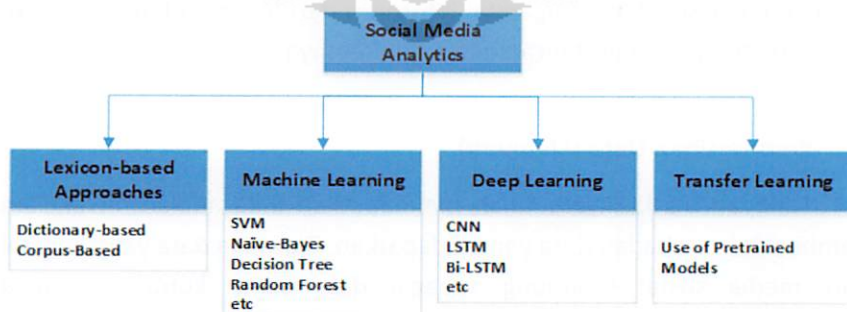 Social Media
Analytics
Lexicon-based
Approaches
Dictionary-based
Corpus-Based
Machine Learning
SVM
Naïve-Bayes
Decision Tree
Random Forest
etc
Deep Learning
CNN
LSTM
Bi-LSTM
etc
Transfer Learning
Use of Pretrained
Models